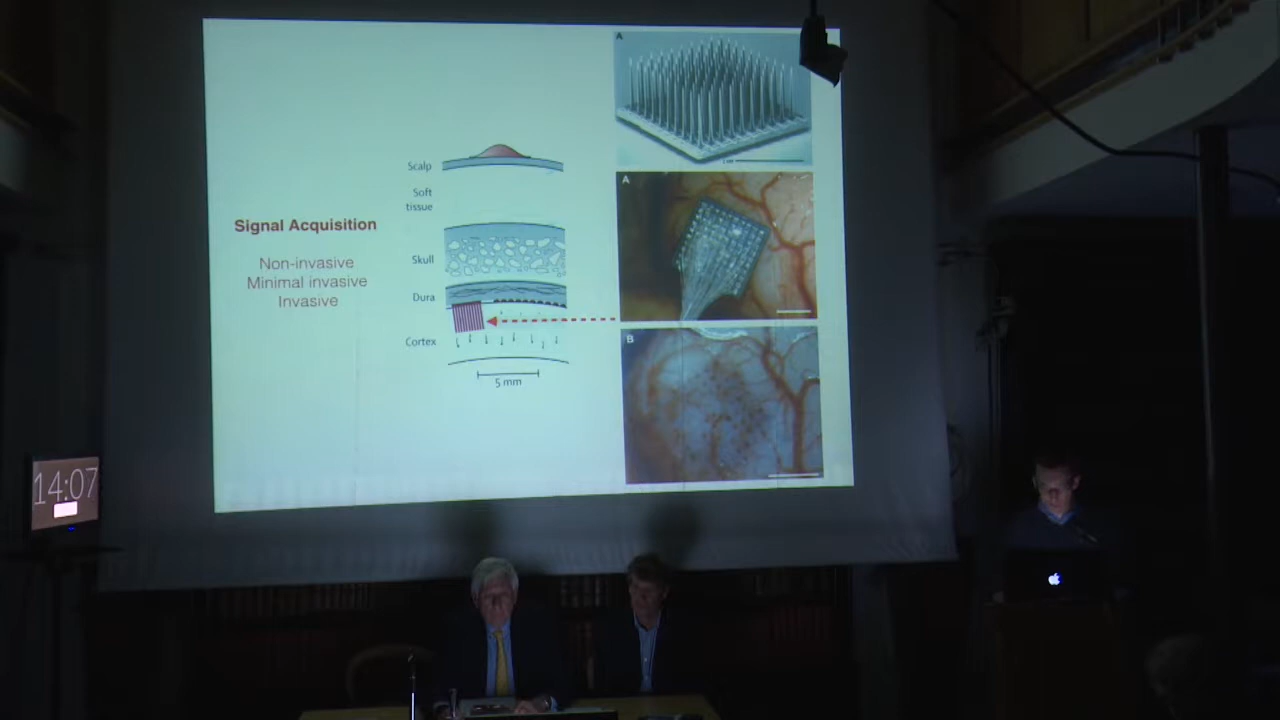 Signal Acquisition
Non-invasive
Minimal invasive
Invasive
Scalp
Soft
tissue
Skull
Dura
Cortex
5 mm
A
A
B
14:07